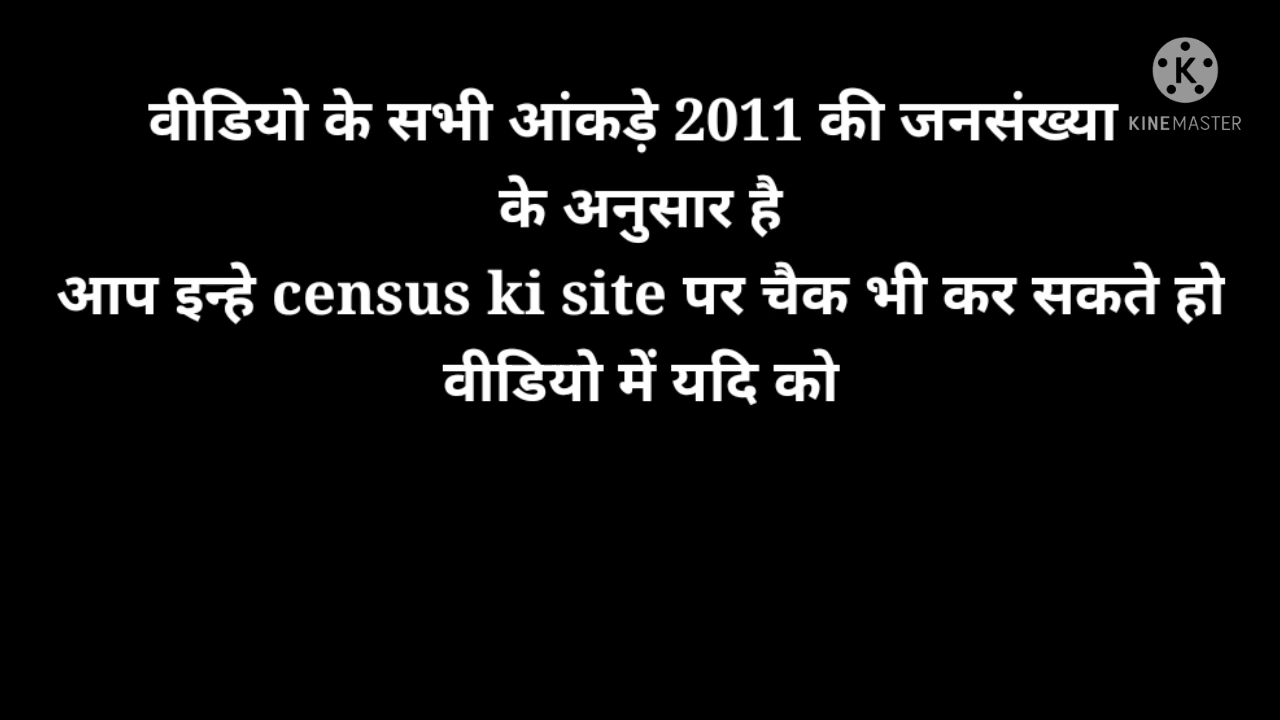 वीडियो के सभी आंकड़े 2011 की जनसंख्या
के अनुसार है
आप इन्हे census ki site पर चैक भी कर सकते हो
वीडियो में यदि को
K
KINEMASTER